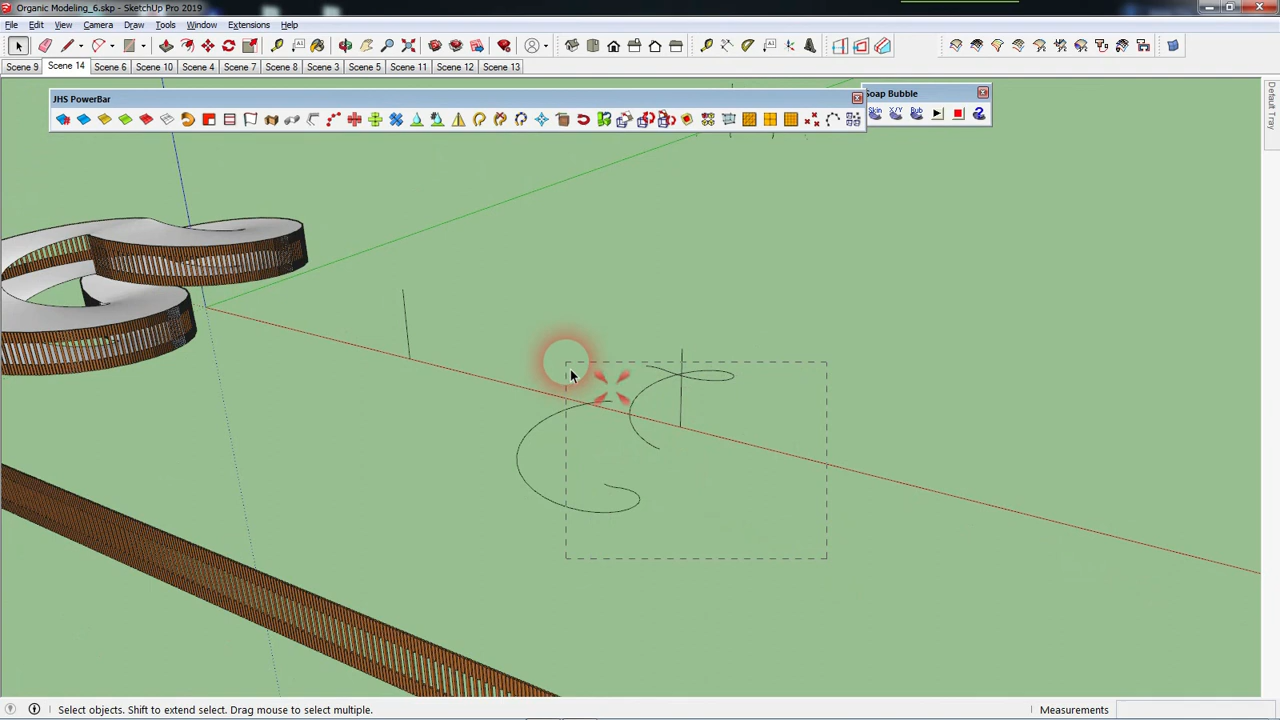 Organic Modeling_6.skp - SketchUp Pro 2019
File Edit View Camera Draw Tools Window Extensions Help
Scene 9 Scene 14 Scene 6 Scene 10 Scene 4 Scene 7 Scene 8 Scene 3 Scene 5 Scene 11 Scene 12 Scene 13
JHS PowerBar
Soap Bubble
Skin X/Y Bub
Default Tray
Select objects. Shift to extend select. Drag mouse to select multiple.
Measurements